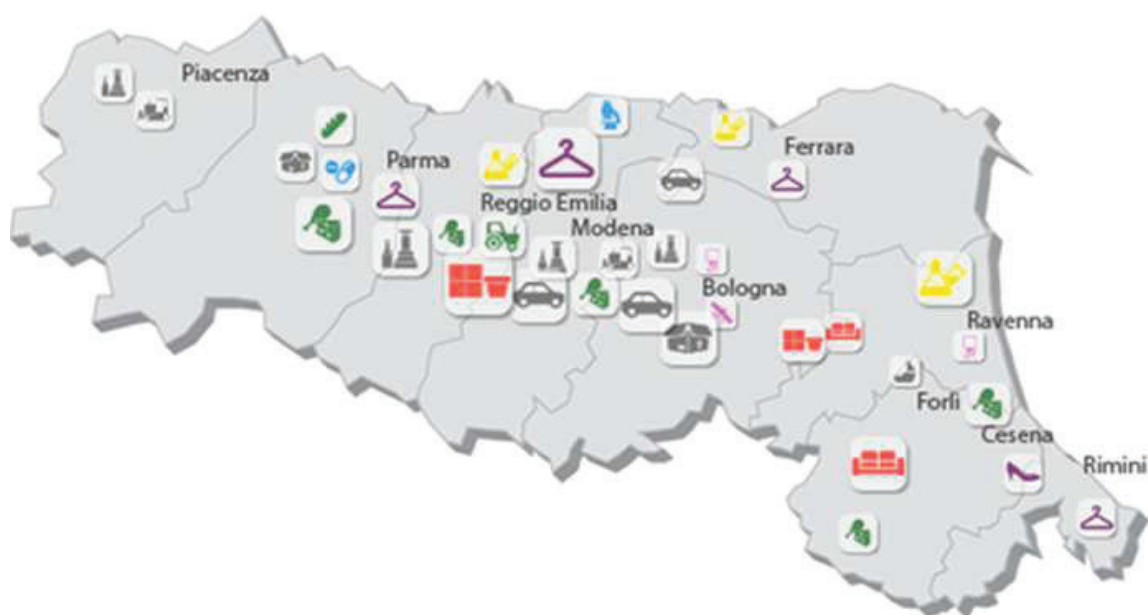 Piacenza
Parma
Ferrara
Reggio Emilia
Modena
Bologna
Ravenna
Forlì
Cesena
Rimini